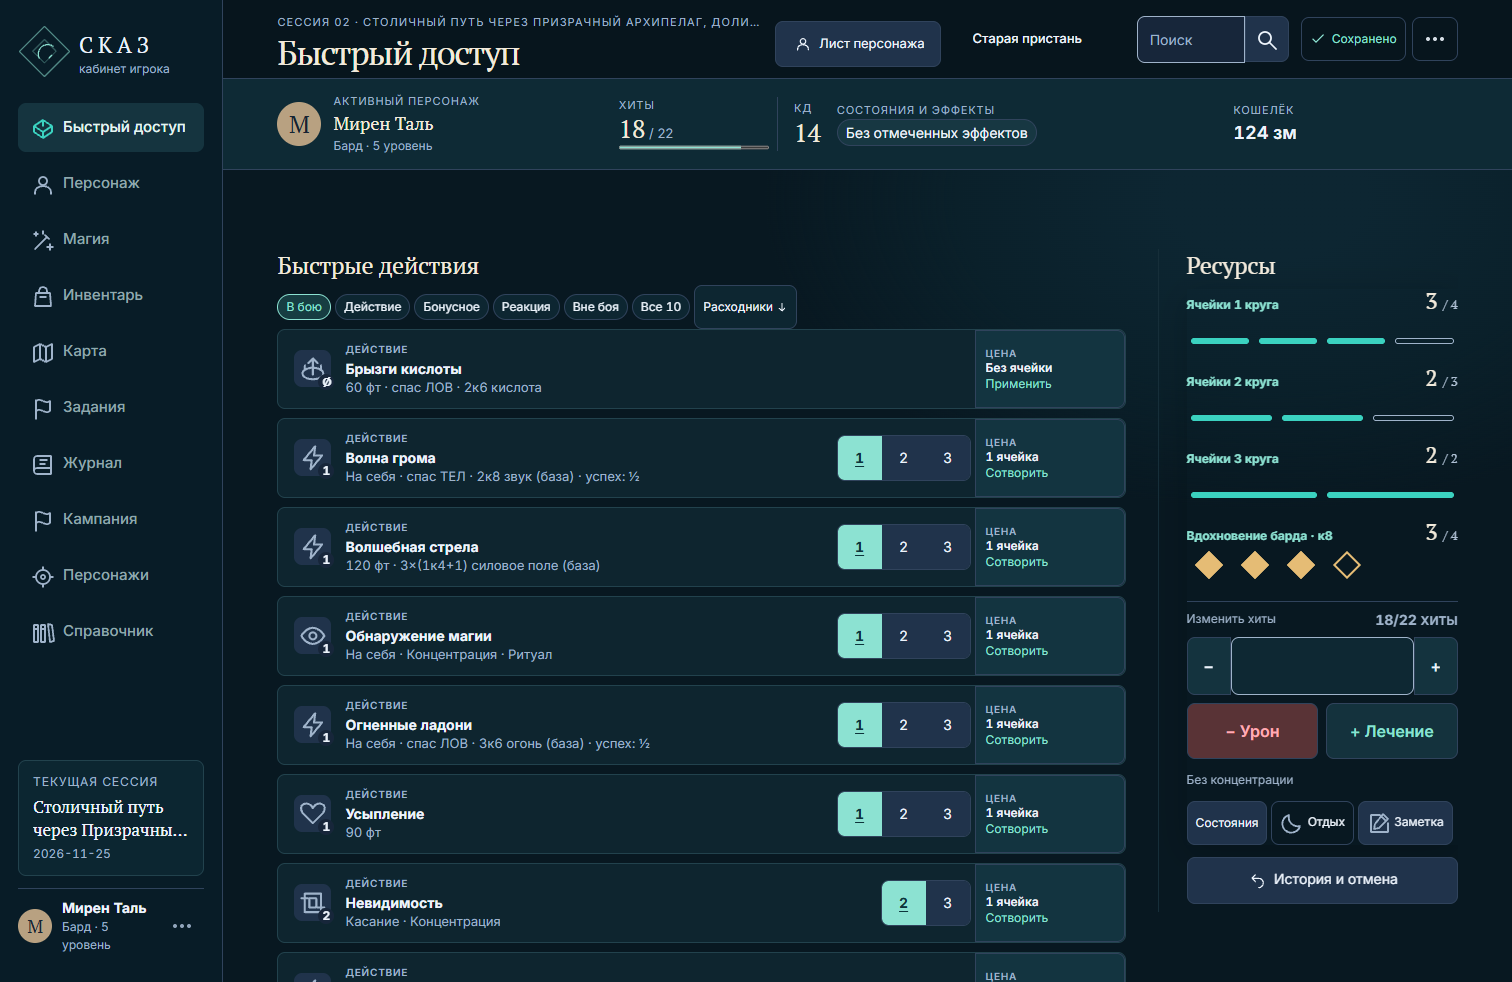 СКАЗ
кабинет игрока
Быстрый доступ
Персонаж
Магия
Инвентарь
Карта
Задания
Журнал
Кампания
Персонажи
Справочник
ТЕКУЩАЯ СЕССИЯ
Столичный путь
через Призрачны...
2026-11-25
М
Мирен Таль
Бард · 5
уровень
СЕССИЯ 02 · СТОЛИЧНЫЙ ПУТЬ ЧЕРЕЗ ПРИЗРАЧНЫЙ АРХИПЕЛАГ, ДОЛИ...
Быстрый доступ
Лист персонажа
Старая пристань
Поиск
Сохранено
М
АКТИВНЫЙ ПЕРСОНАЖ
Мирен Таль
Бард · 5 уровень
ХИТЫ
18 / 22
КД
14
СОСТОЯНИЯ И ЭФФЕКТЫ
Без отмеченных эффектов
КОШЕЛЁК
124 зм
Быстрые действия
В бою
Действие
Бонусное
Реакция
Вне боя
Все 10
Расходники ↓
ДЕЙСТВИЕ
Брызги кислоты
60 фт · спас ЛОВ · 2к6 кислота
Ø
ЦЕНА
Без ячейки
Применить
ДЕЙСТВИЕ
Волна грома
На себя · спас ТЕЛ · 2к8 звук (база) · успех: ½
1
1 2 3
ЦЕНА
1 ячейка
Сотворить
ДЕЙСТВИЕ
Волшебная стрела
120 фт · 3×(1к4+1) силовое поле (база)
1
1 2 3
ЦЕНА
1 ячейка
Сотворить
ДЕЙСТВИЕ
Обнаружение магии
На себя · Концентрация · Ритуал
1
1 2 3
ЦЕНА
1 ячейка
Сотворить
ДЕЙСТВИЕ
Огненные ладони
На себя · спас ЛОВ · 3к6 огонь (база) · успех: ½
1
1 2 3
ЦЕНА
1 ячейка
Сотворить
ДЕЙСТВИЕ
Усыпление
90 фт
1
1 2 3
ЦЕНА
1 ячейка
Сотворить
ДЕЙСТВИЕ
Невидимость
Касание · Концентрация
2
2 3
ЦЕНА
1 ячейка
Сотворить
ДЕЙСТВИЕ
ЦЕНА
Ресурсы
Ячейки 1 круга 3 / 4
Ячейки 2 круга 2 / 3
Ячейки 3 круга 2 / 2
Вдохновение барда · к8 3 / 4
Изменить хиты 18/22 хиты
− +
− Урон
+ Лечение
Без концентрации
Состояния
Отдых
Заметка
История и отмена